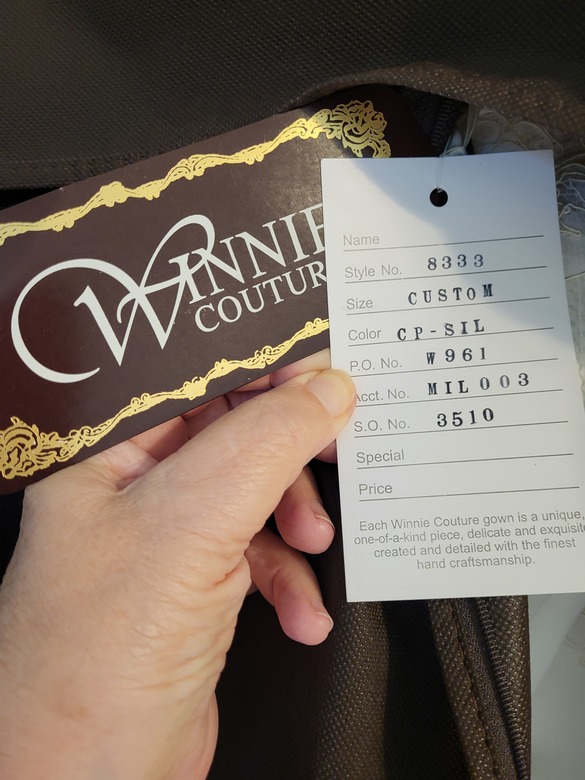 WINNIE
COUTUR
Name
Style No. 8333
Size CUSTOM
Color CP-SIL
P.O. No. W961
Acct. No. MIL003
S.O. No. 3510
Special
Price
Each Winnie Couture gown is a unique,
one-of-a-kind piece, delicate and exquisite
created and detailed with the finest
hand craftsmanship.